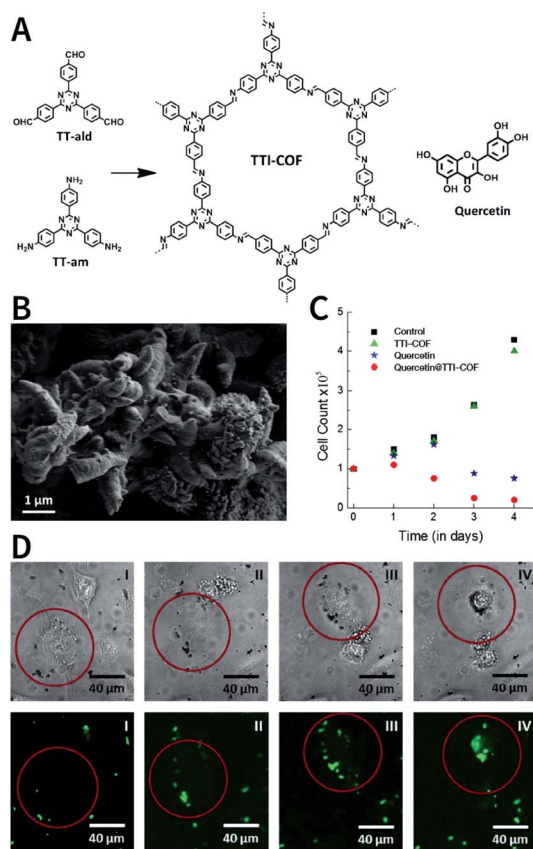 A
CHO
OHC
CHO
TT-ald
NH2
H2N
NH2
TT-am
TTI-COF
OH
OH
HO
O
OH
OH
O
Quercetin
B
1 µm
C
Control
TTI-COF
Quercetin
Quercetin@TTI-COF
Cell Count x10^5
5
4
3
2
1
0
0 1 2 3 4
Time (in days)
D
I II III IV
40 µm 40 µm 40 µm 40 µm
I II III IV
40 µm 40 µm 40 µm 40 µm